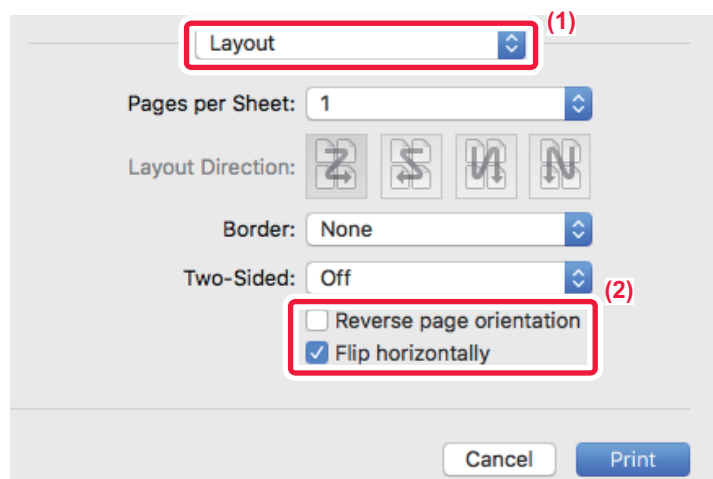 (1)
Layout
Pages per Sheet: 1
Layout Direction:
Border: None
Two-Sided: Off
(2)
Reverse page orientation
Flip horizontally
Cancel Print